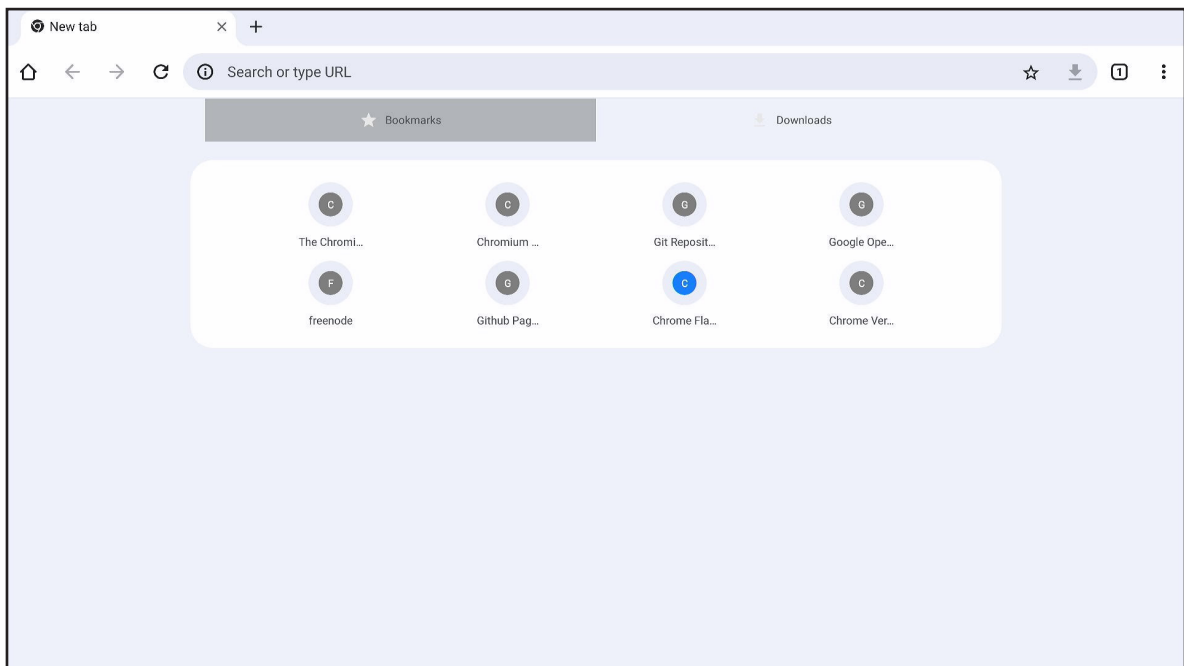 New tab
1
Search or type URL
Bookmarks
Downloads
C
C
G
G
The Chromi...
Chromium ...
Git Reposit...
Google Ope...
F
G
C
C
freenode
Github Pag...
Chrome Fla...
Chrome Ver...